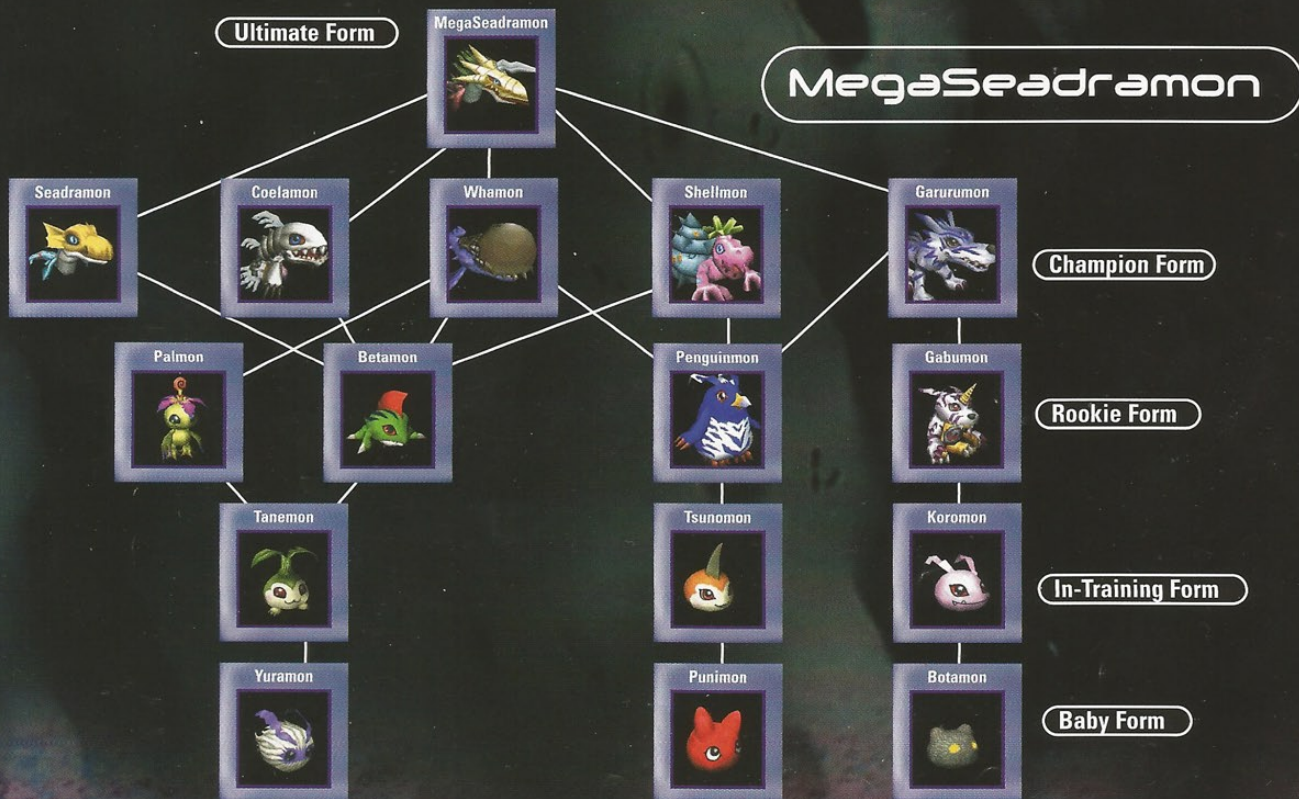 Ultimate Form
MegaSeadramon
MegaSeadramon
Seadramon
Coelamon
Whamon
Shellmon
Garurumon
Champion Form
Palmon
Betamon
Penguinmon
Gabumon
Rookie Form
Tanemon
Tsunomon
Koromon
In-Training Form
Yuramon
Punimon
Botamon
Baby Form